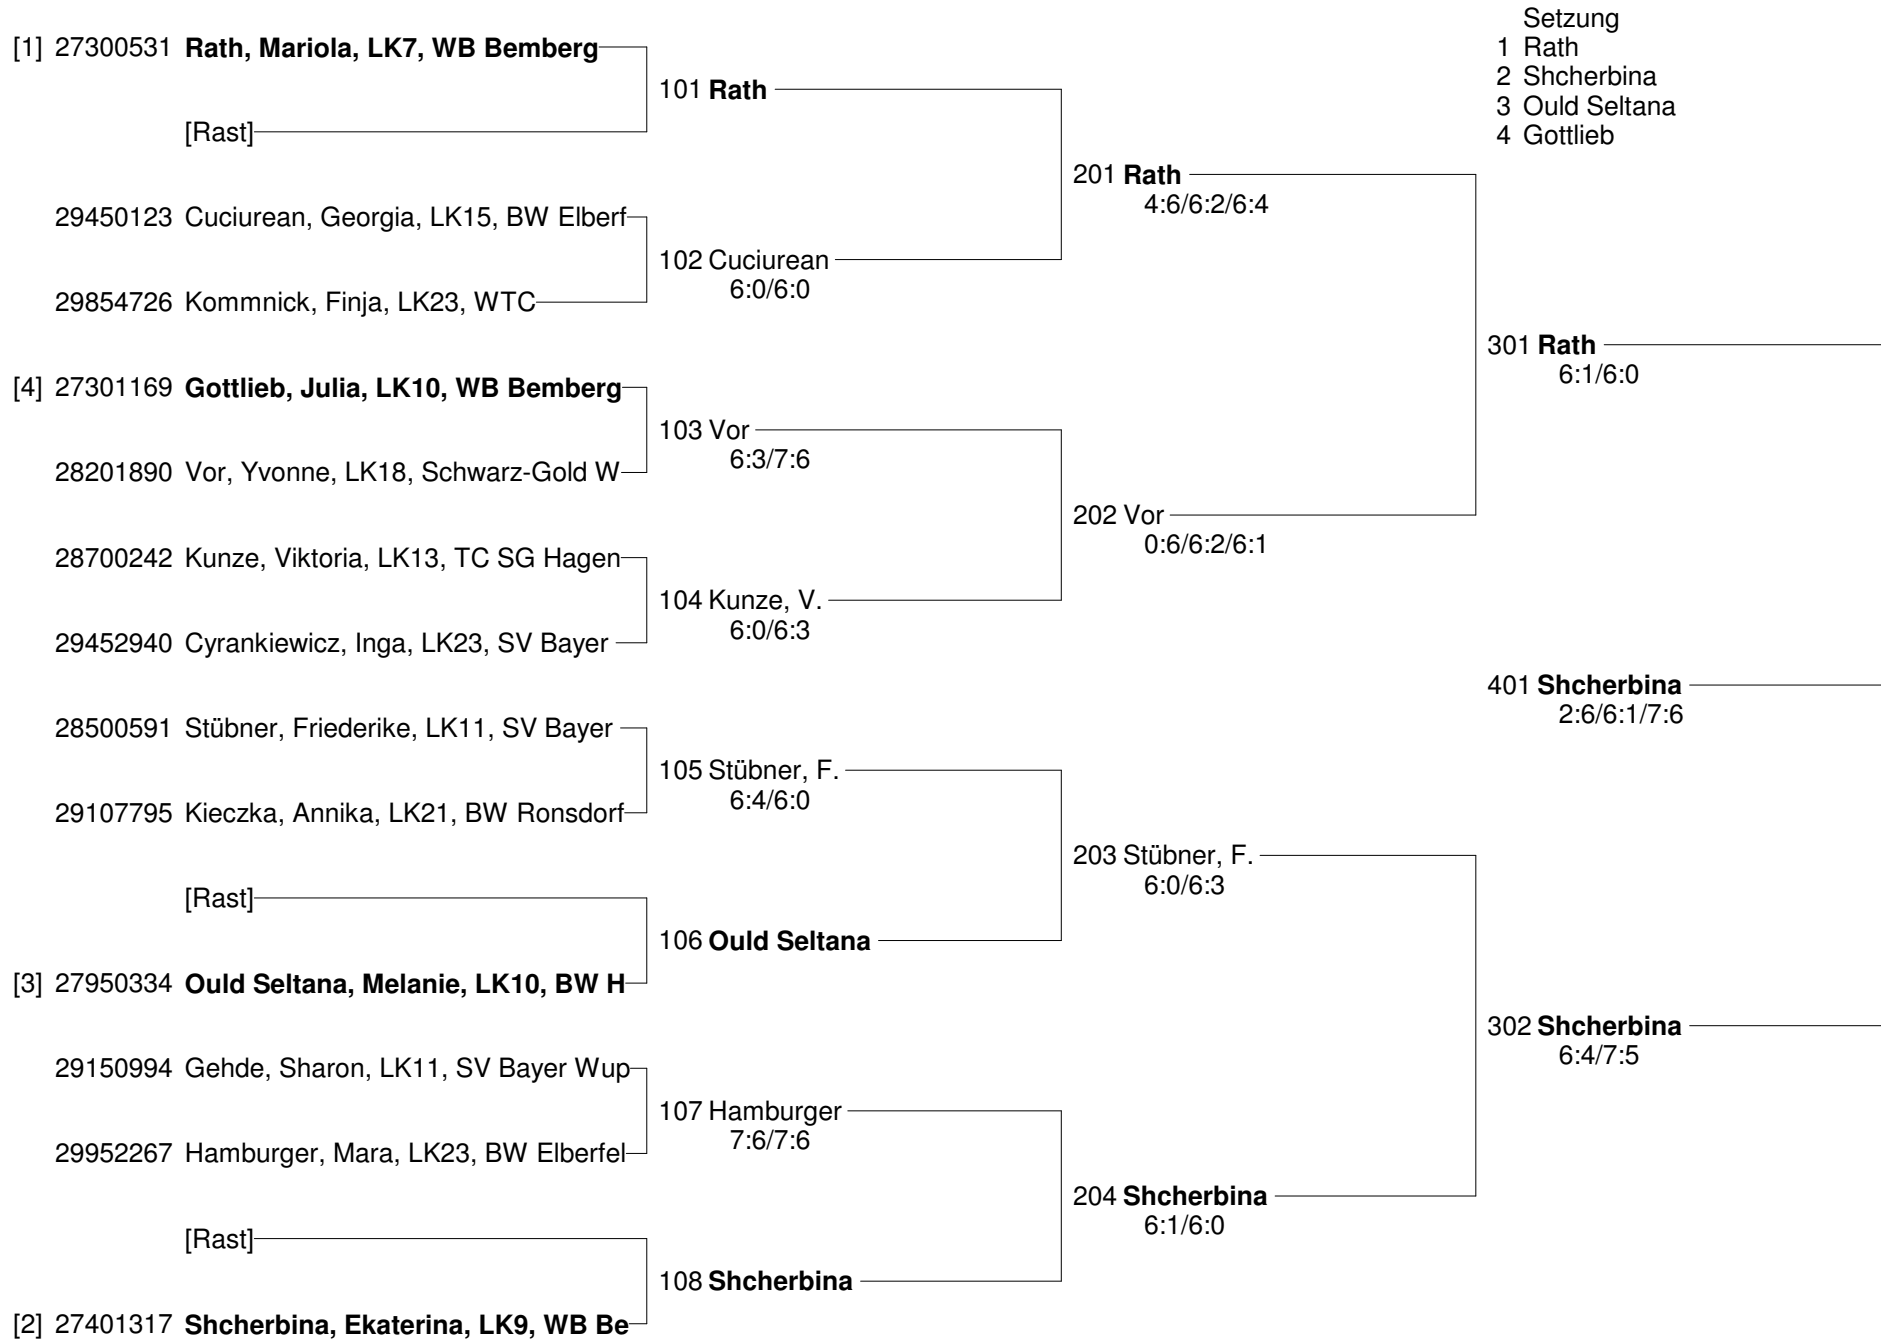 Setzung
1 Rath
2 Shcherbina
3 Ould Seltana
4 Gottlieb
[1] 27300531 Rath, Mariola, LK7, WB Bemberg
101 Rath
[Rast]
201 Rath
4:6/6:2/6:4
29450123 Cuciurean, Georgia, LK15, BW Elberf
102 Cuciurean
6:0/6:0
29854726 Kommnick, Finja, LK23, WTC
301 Rath
6:1/6:0
[4] 27301169 Gottlieb, Julia, LK10, WB Bemberg
103 Vor
6:3/7:6
28201890 Vor, Yvonne, LK18, Schwarz-Gold W
202 Vor
0:6/6:2/6:1
28700242 Kunze, Viktoria, LK13, TC SG Hagen
104 Kunze, V.
6:0/6:3
29452940 Cyrankiewicz, Inga, LK23, SV Bayer
401 Shcherbina
2:6/6:1/7:6
28500591 Stübner, Friederike, LK11, SV Bayer
105 Stübner, F.
6:4/6:0
29107795 Kieczka, Annika, LK21, BW Ronsdorf
203 Stübner, F.
6:0/6:3
[Rast]
106 Ould Seltana
[3] 27950334 Ould Seltana, Melanie, LK10, BW H
302 Shcherbina
6:4/7:5
29150994 Gehde, Sharon, LK11, SV Bayer Wup
107 Hamburger
7:6/7:6
29952267 Hamburger, Mara, LK23, BW Elberfel
204 Shcherbina
6:1/6:0
[Rast]
108 Shcherbina
[2] 27401317 Shcherbina, Ekaterina, LK9, WB Be